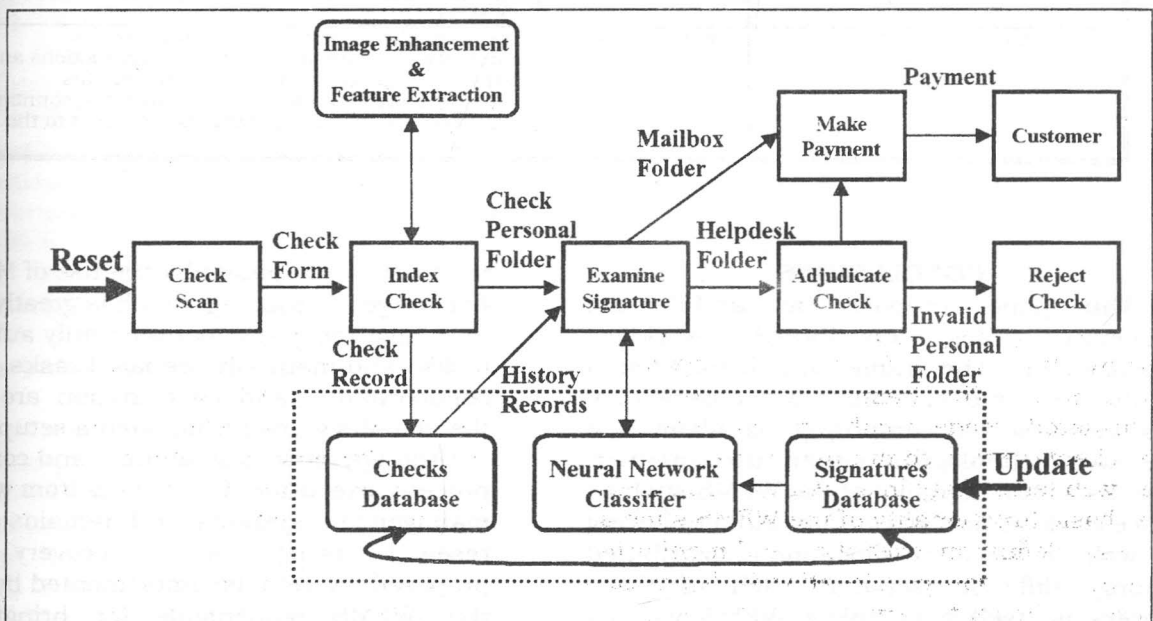 Image Enhancement
&
Feature Extraction
Payment
Make
Payment
Customer
Mailbox
Folder
Check
Personal
Folder
Helpdesk
Folder
Reset
Check
Scan
Check
Form
Index
Check
Examine
Signature
Adjudicate
Check
Reject
Check
Invalid
Personal
Folder
Check
Record
History
Records
Checks
Database
Neural Network
Classifier
Signatures
Database
Update